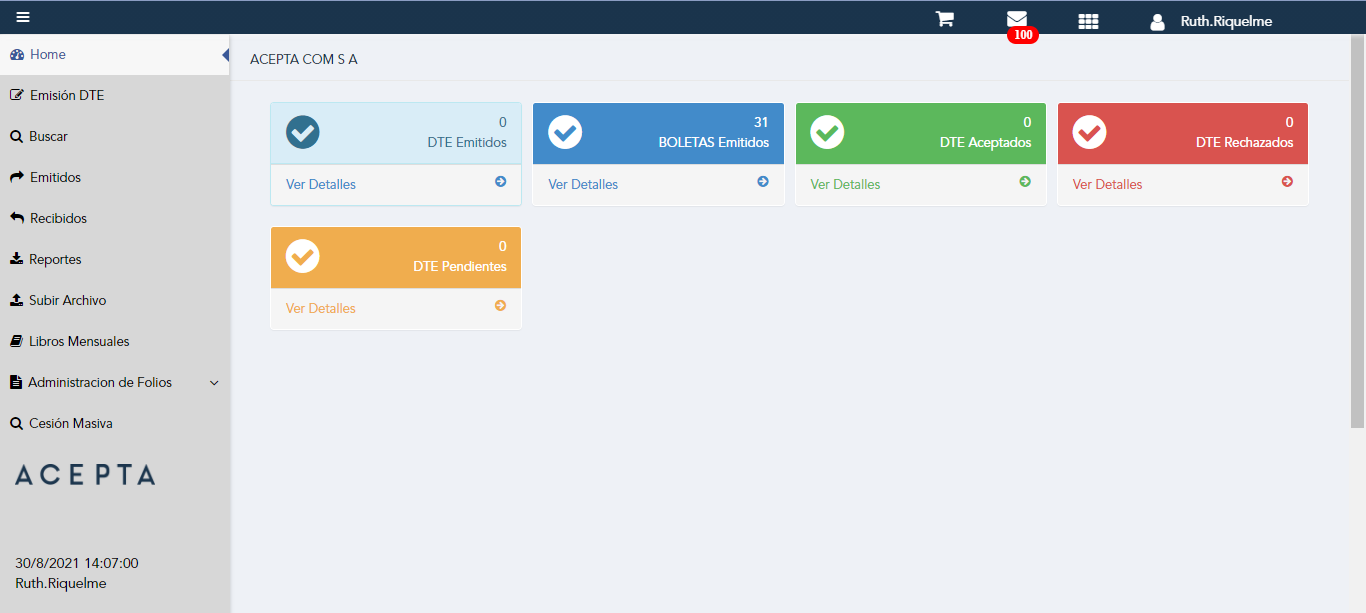 100
Ruth.Riquelme
Home
Emisión DTE
Buscar
Emitidos
Recibidos
Reportes
Subir Archivo
Libros Mensuales
Administracion de Folios
Cesión Masiva
ACEPTA
30/8/2021 14:07:00
Ruth.Riquelme
ACEPTA COM S A
0
DTE Emitidos
Ver Detalles
31
BOLETAS Emitidos
Ver Detalles
0
DTE Aceptados
Ver Detalles
0
DTE Rechazados
Ver Detalles
0
DTE Pendientes
Ver Detalles